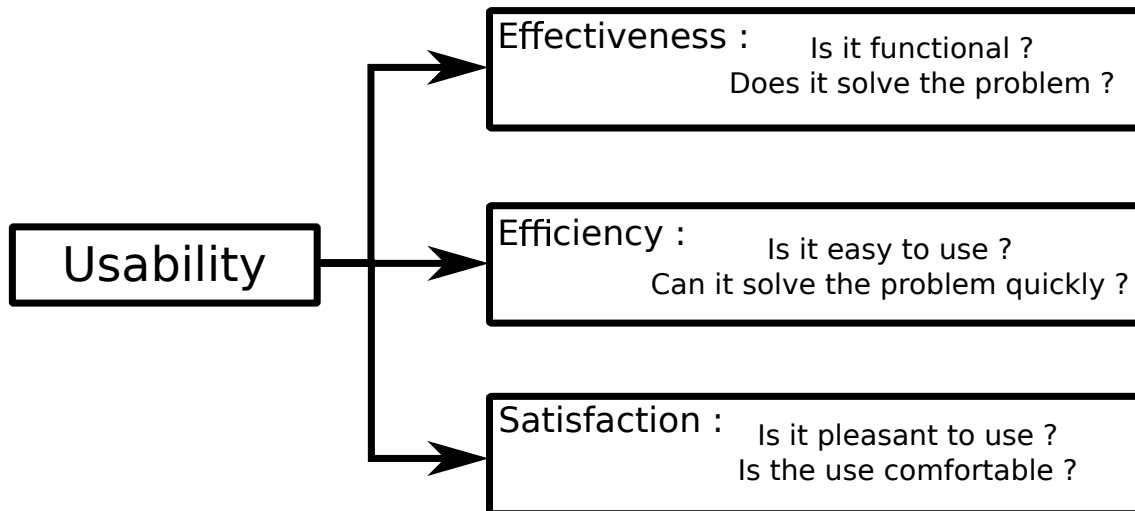 Usability
Effectiveness :
Is it functional ?
Does it solve the problem ?
Efficiency :
Is it easy to use ?
Can it solve the problem quickly ?
Satisfaction :
Is it pleasant to use ?
Is the use comfortable ?